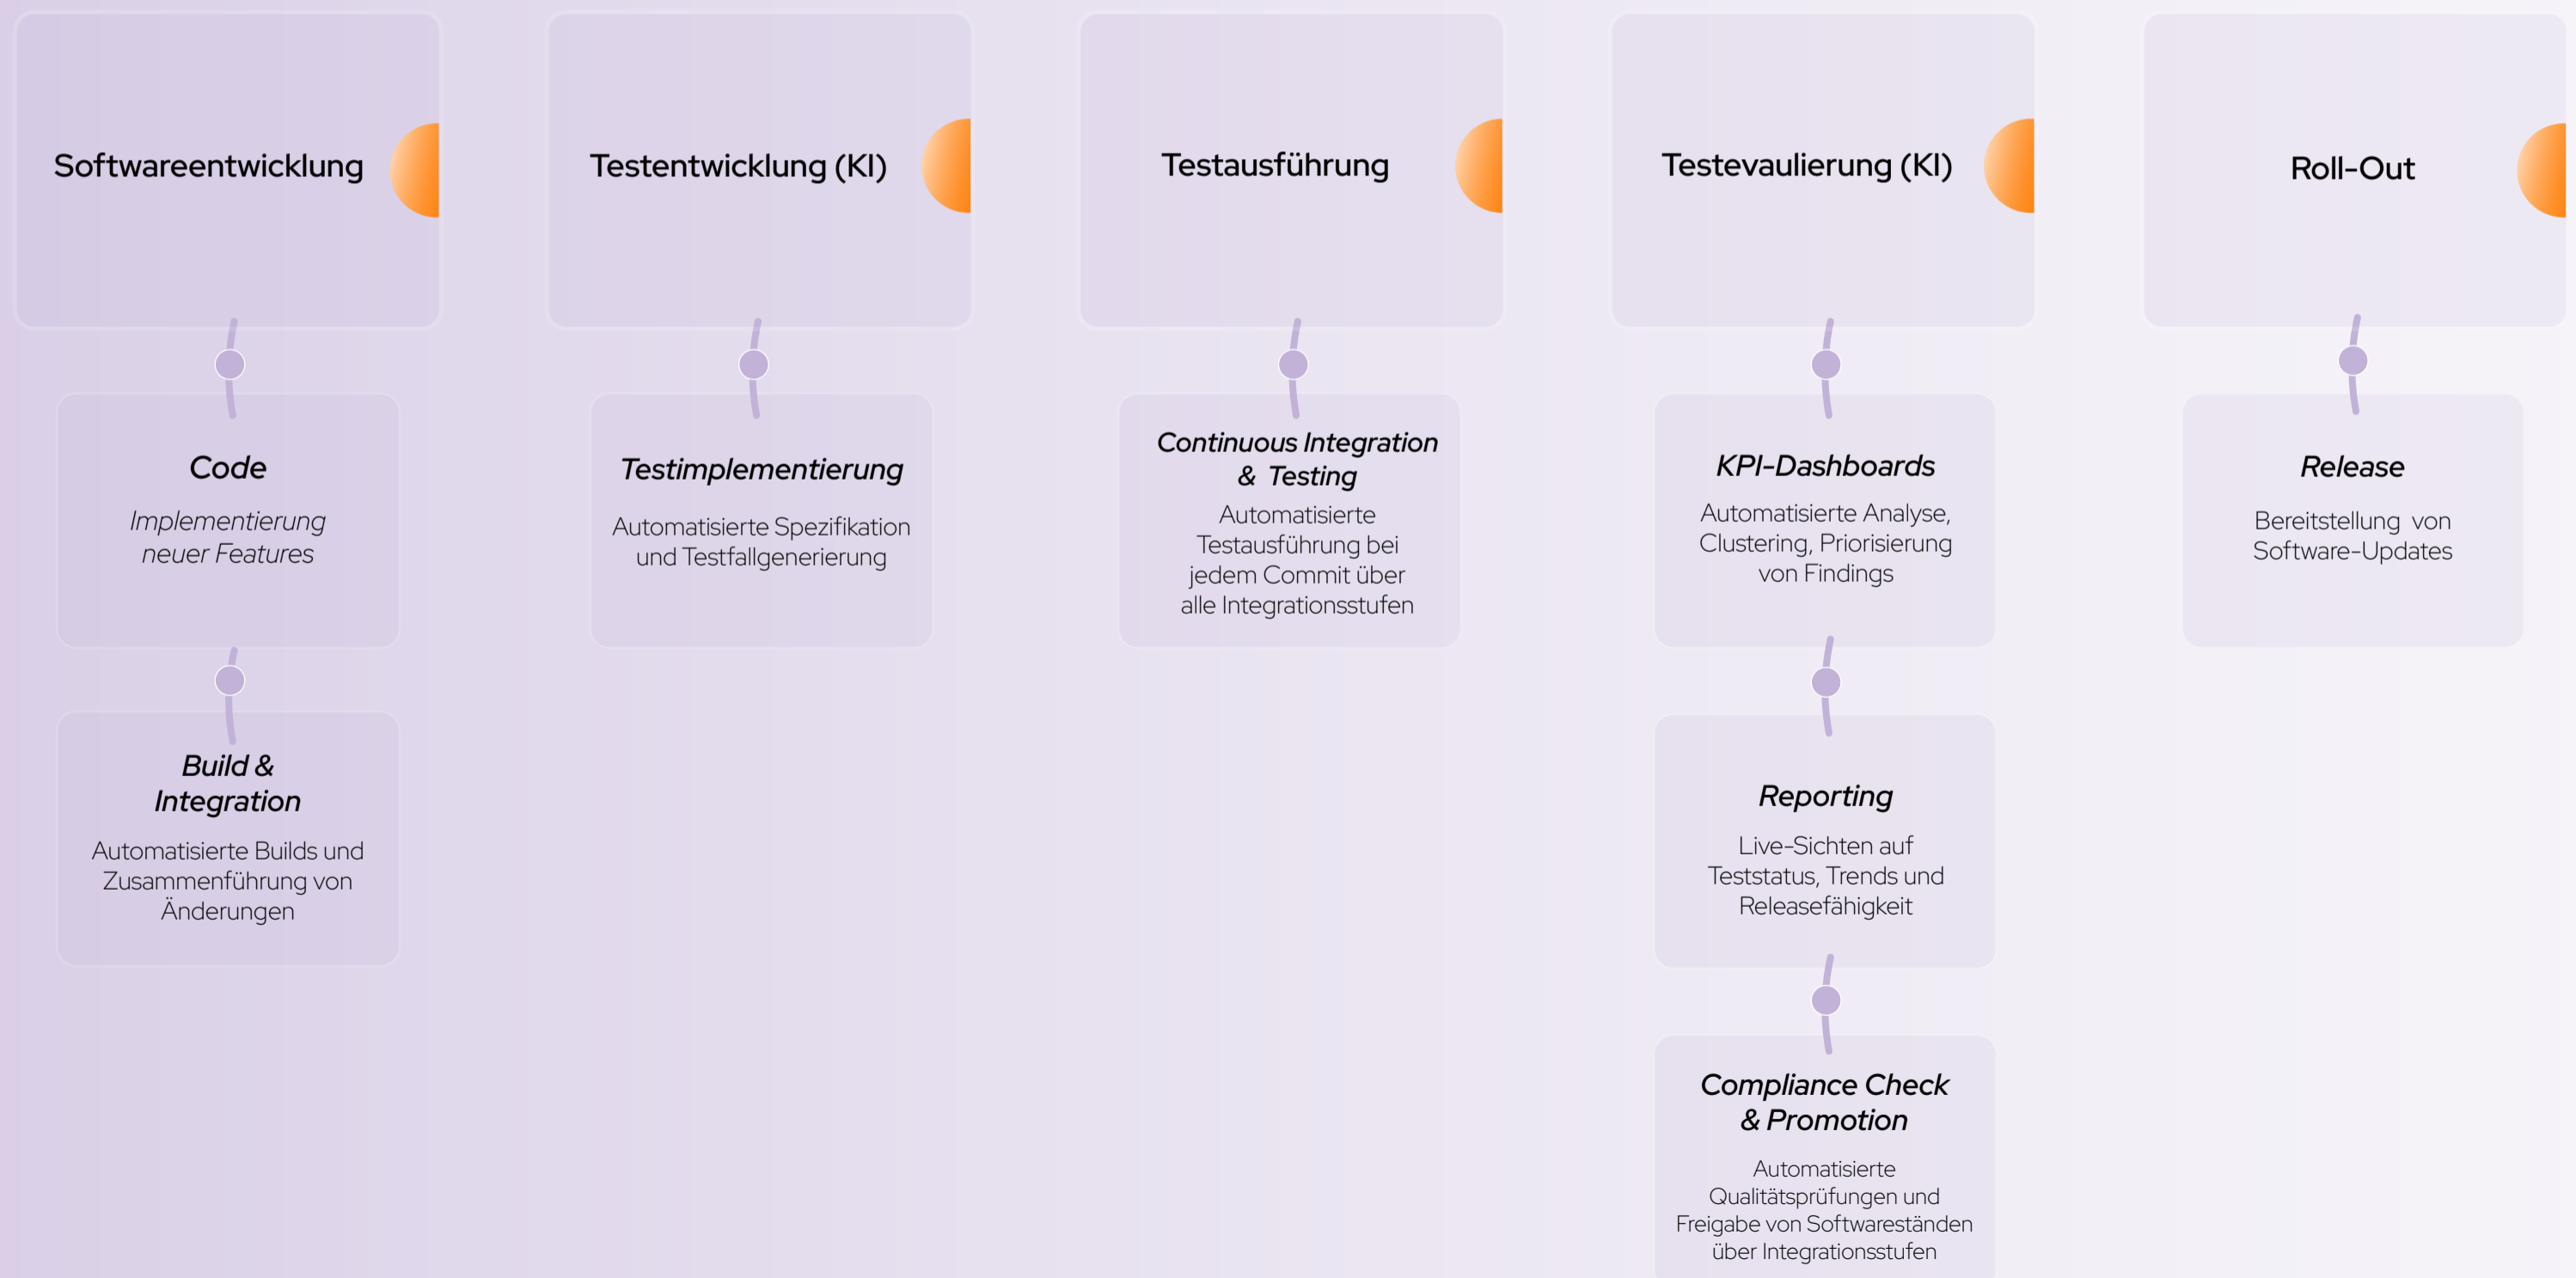 Softwareentwicklung
Testentwicklung (KI)
Testausführung
Testevaulierung (KI)
Roll-Out
Code
Implementierung
neuer Features
Build &
Integration
Automatisierte Builds und
Zusammenführung von
Änderungen
Testimplementierung
Automatisierte Spezifikation
und Testfallgenerierung
Continuous Integration
& Testing
Automatisierte
Testausführung bei
jedem Commit über
alle Integrationsstufen
KPI-Dashboards
Automatisierte Analyse,
Clustering, Priorisierung
von Findings
Reporting
Live-Sichten auf
Teststatus, Trends und
Releasefähigkeit
Compliance Check
& Promotion
Automatisierte
Qualitätsprüfungen und
Freigabe von Softwareständen
über Integrationsstufen
Release
Bereitstellung von
Software-Updates